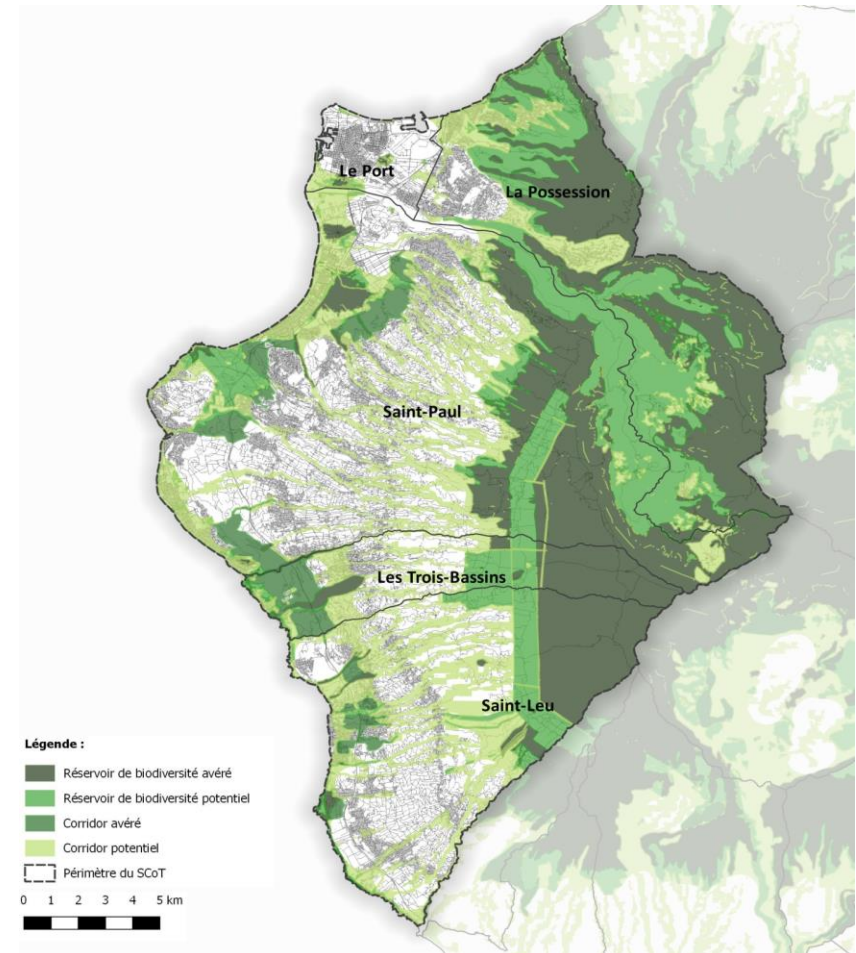 Le Port
La Possession
Saint-Paul
Les Trois-Bassins
Saint-Leu
Légende :
Réservoir de biodiversité avéré
Réservoir de biodiversité potentiel
Corridor avéré
Corridor potentiel
Périmètre du SCoT
0 1 2 3 4 5 km